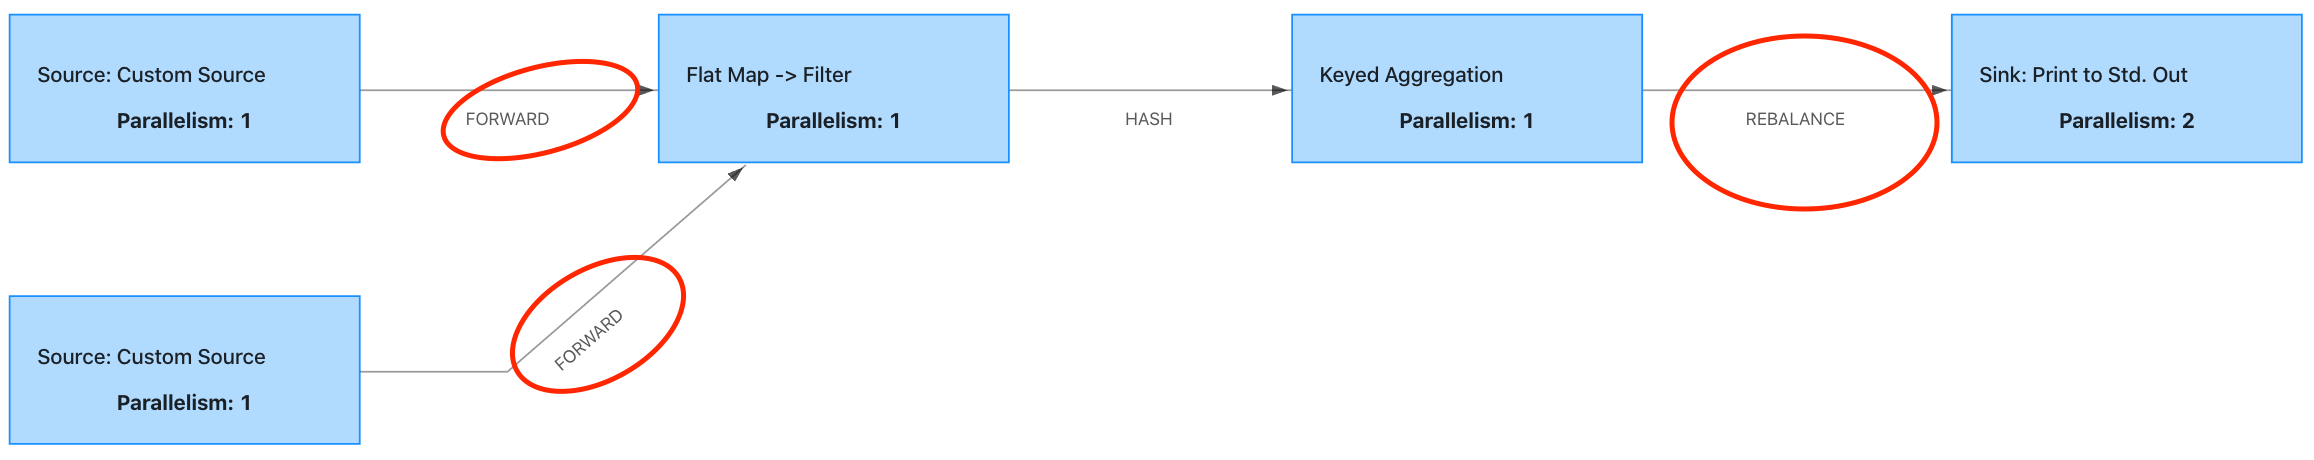 Source: Custom Source
Parallelism: 1
FORWARD
Flat Map -> Filter
Parallelism: 1
HASH
Keyed Aggregation
Parallelism: 1
REBALANCE
Sink: Print to Std. Out
Parallelism: 2
FORWARD
Source: Custom Source
Parallelism: 1